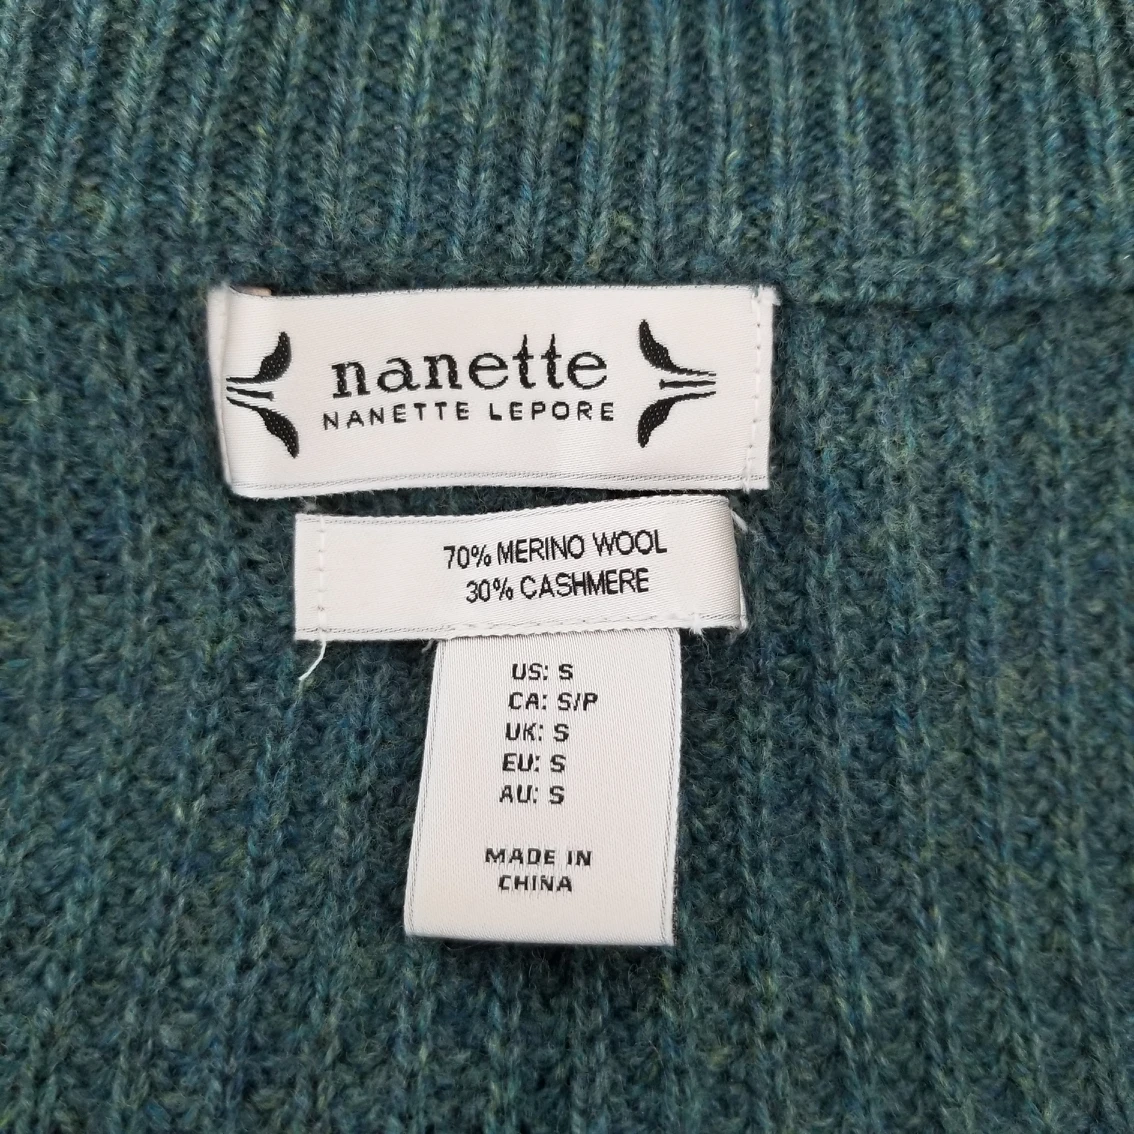 nanette
NANETTE LEPORE
70% MERINO WOOL
30% CASHMERE
US: S
CA: S/P
UK: S
EU: S
AU: S
MADE IN
CHINA